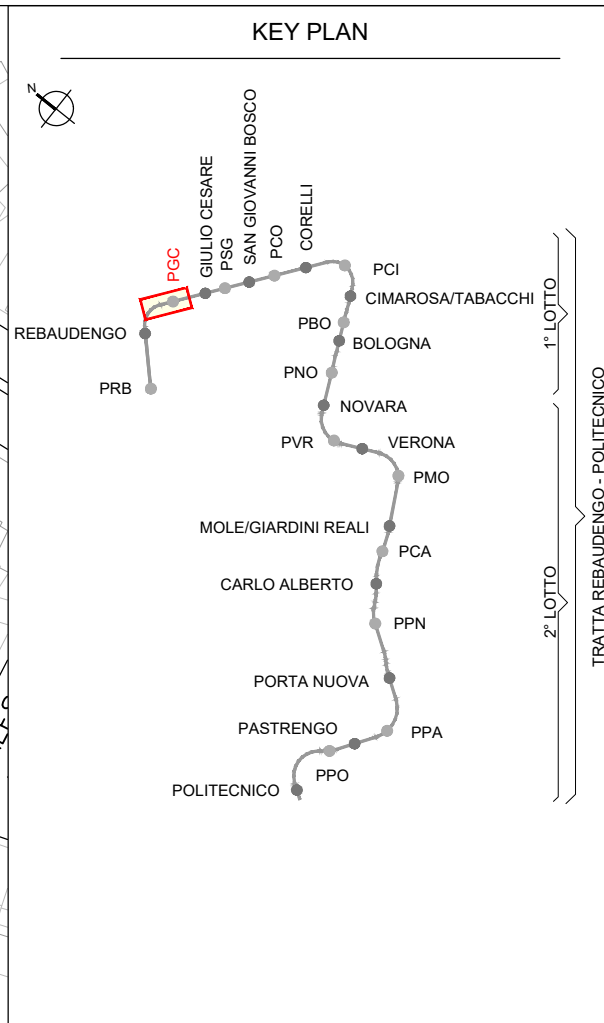 KEY PLAN
N
PGC
GIULIO CESARE
PSG
SAN GIOVANNI BOSCO
PCO
CORELLI
PCI
CIMAROSA/TABACCHI
REBAUDENGO
PBO
BOLOGNA
PRB
PNO
NOVARA
PVR
VERONA
PMO
MOLE/GIARDINI REALI
PCA
CARLO ALBERTO
PPN
PORTA NUOVA
PASTRENGO
PPA
PPO
POLITECNICO
1° LOTTO
2° LOTTO
TRATTA REBAUDENGO - POLITECNICO